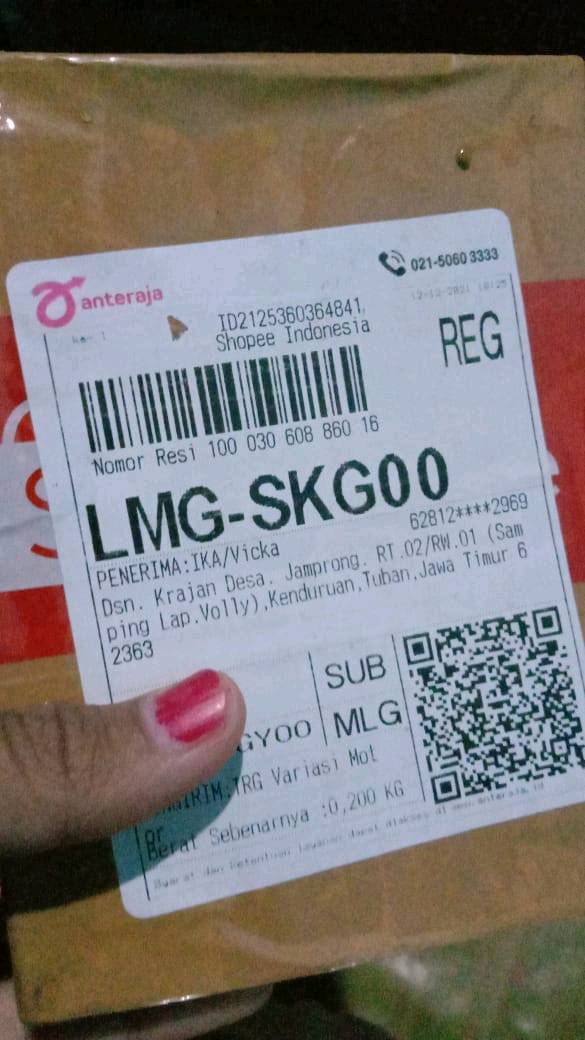 anteraja
021-5060 3333
ID2125360364841
Shopee Indonesia
REG
Nomor Resi 100 030 608 860 16
LMG-SKG00
62812****2969
PENERIMA:IKA/Vicka
Dsn. Krajan Desa. Jamprong. RT.02/RW.01 (Sam
ping Lap.Volly),Kenduruan,Tuban,Jawa Timur 6
2363
SUB
GYOO MLG
TRG Variasi Mot
or
Berat Sebenarnya :0,200 KG